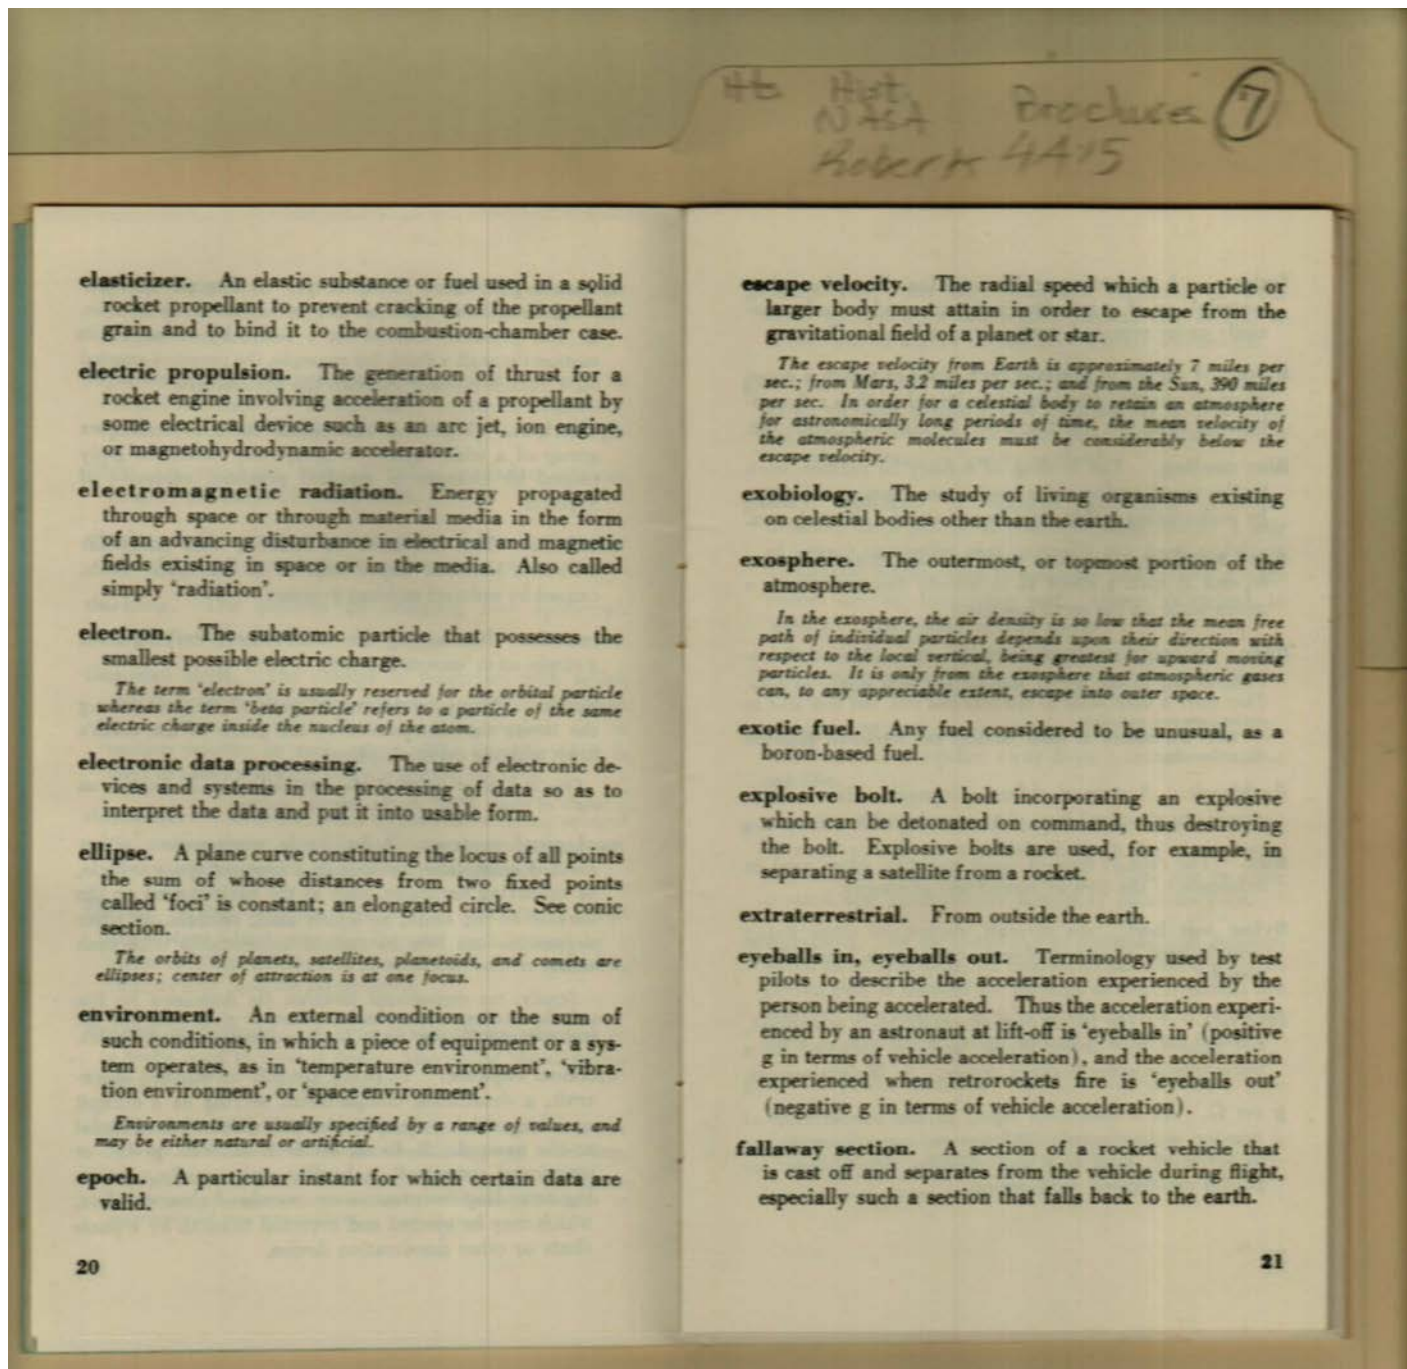 Hist.
NASA
Brochures 7
Robert
elasticizer. An elastic substance or fuel used in a solid
rocket propellant to prevent cracking of the propellant
grain and to bind it to the combustion-chamber case.
electric propulsion. The generation of thrust for a
rocket engine involving acceleration of a propellant by
some electrical device such as an arc jet, ion engine,
or magnetohydrodynamic accelerator.
electromagnetic radiation. Energy propagated
through space or through material media in the form
of an advancing disturbance in electrical and magnetic
fields existing in space or in the media. Also called
simply 'radiation'.
electron. The subatomic particle that possesses the
smallest possible electric charge.
The term 'electron' is usually reserved for the orbital particle
whereas the term 'beta particle' refers to a particle of the same
electric charge inside the nucleus of the atom.
electronic data processing. The use of electronic de-
vices and systems in the processing of data so as to
interpret the data and put it into usable form.
ellipse. A plane curve constituting the locus of all points
the sum of whose distances from two fixed points
called 'foci' is constant; an elongated circle. See conic
section.
The orbits of planets, satellites, planetoids, and comets are
ellipses; center of attraction is at one focus.
environment. An external condition or the sum of
such conditions, in which a piece of equipment or a sys-
tem operates, as in 'temperature environment', 'vibra-
tion environment', or 'space environment'.
Environments are usually specified by a range of values, and
may be either natural or artificial.
epoch. A particular instant for which certain data are
valid.
20
escape velocity. The radial speed which a particle or
larger body must attain in order to escape from the
gravitational field of a planet or star.
The escape velocity from Earth is approximately 7 miles per
sec.; from Mars, 3.2 miles per sec.; and from the Sun, 390 miles
per sec. In order for a celestial body to retain an atmosphere
for astronomically long periods of time, the mean velocity of
the atmospheric molecules must be considerably below the
escape velocity.
exobiology. The study of living organisms existing
on celestial bodies other than the earth.
exosphere. The outermost, or topmost portion of the
atmosphere.
In the exosphere, the air density is so low that the mean free
path of individual particles depends upon their direction with
respect to the local vertical, being greatest for upward moving
particles. It is only from the exosphere that atmospheric gases
can, to any appreciable extent, escape into outer space.
exotic fuel. Any fuel considered to be unusual, as a
boron-based fuel.
explosive bolt. A bolt incorporating an explosive
which can be detonated on command, thus destroying
the bolt. Explosive bolts are used, for example, in
separating a satellite from a rocket.
extraterrestrial. From outside the earth.
eyeballs in, eyeballs out. Terminology used by test
pilots to describe the acceleration experienced by the
person being accelerated. Thus the acceleration experi-
enced by an astronaut at lift-off is 'eyeballs in' (positive
g in terms of vehicle acceleration), and the acceleration
experienced when retrorockets fire is 'eyeballs out'
(negative g in terms of vehicle acceleration).
fallaway section. A section of a rocket vehicle that
is cast off and separates from the vehicle during flight,
especially such a section that falls back to the earth.
21